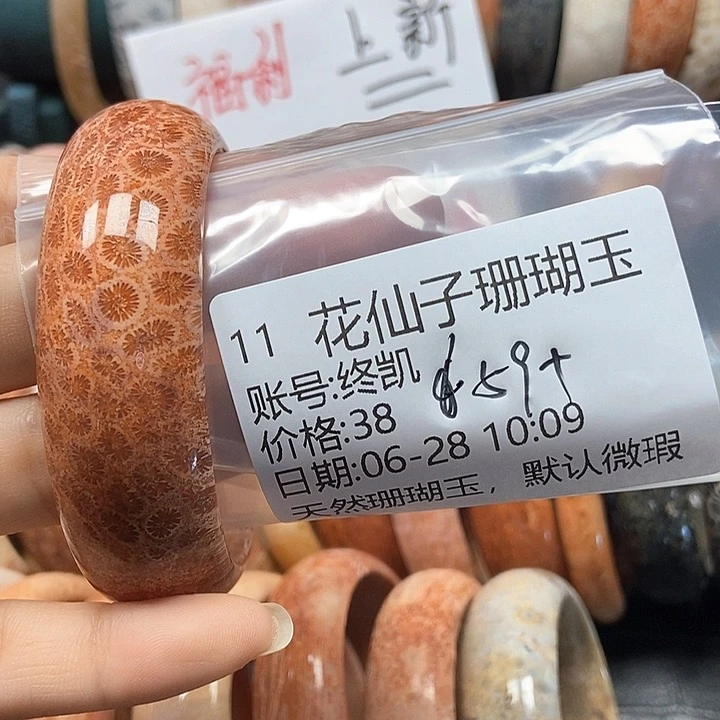 福利
上新
11 花仙子珊瑚玉
账号:终凯
659+
价格:38
日期:06-28 10:09
天然珊瑚玉，默认微瑕